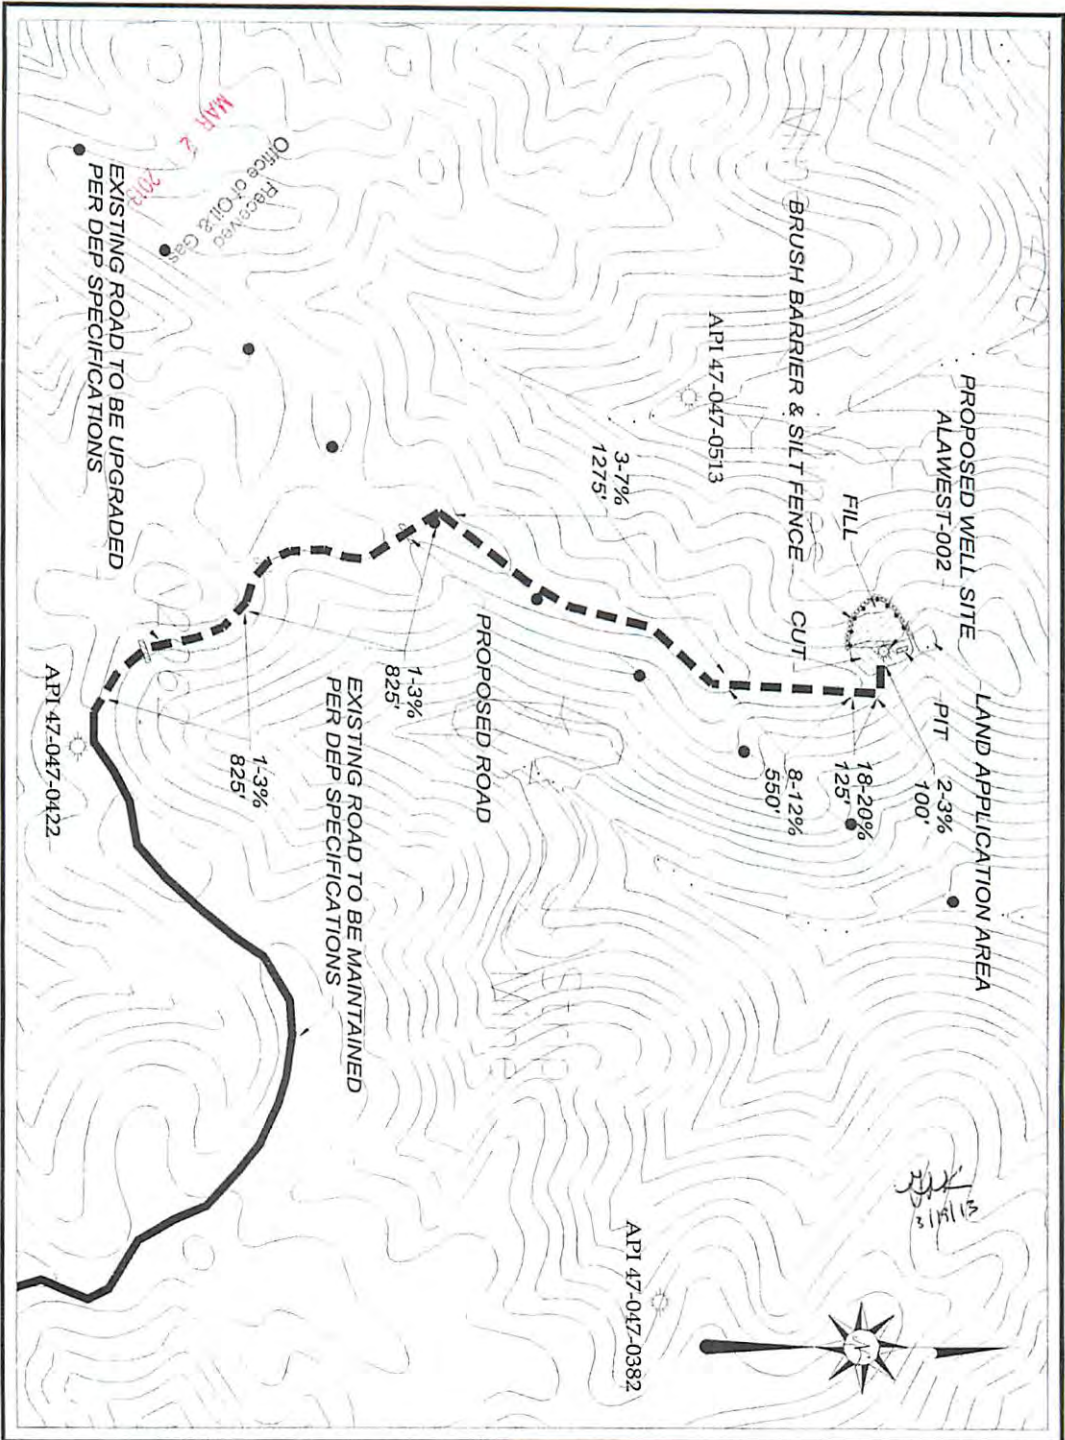 PROPOSED WELL SITE
ALAWEST-002
LAND APPLICATION AREA
PIT
2-3%
100'
FILL
18-20%
125'
8-12%
550'
BRUSH BARRIER & SILT FENCE
CUT
API 47-047-0513
3-7%
1275'
PROPOSED ROAD
1-3%
825'
EXISTING ROAD TO BE MAINTAINED
PER DEP SPECIFICATIONS
1-3%
825'
API 47-047-0422
API 47-047-0382
EXISTING ROAD TO BE UPGRADED
PER DEP SPECIFICATIONS
Received
Office of Oil & Gas
MAR 2 2013
3/19/13